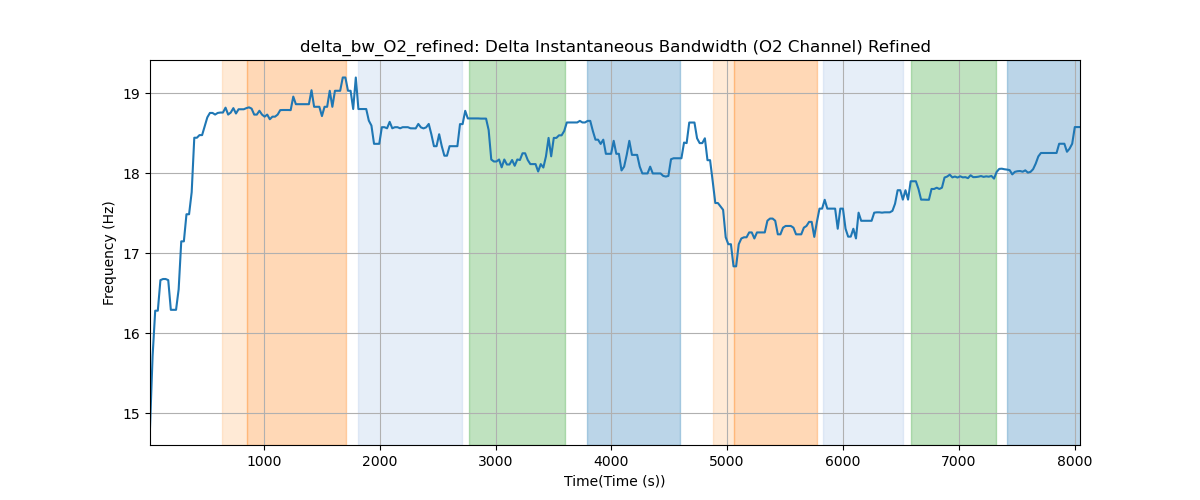 delta_bw_O2_refined: Delta Instantaneous Bandwidth (O2 Channel) Refined
Frequency (Hz)
19
18
17
16
15
1000 2000 3000 4000 5000 6000 7000 8000
Time(Time (s))